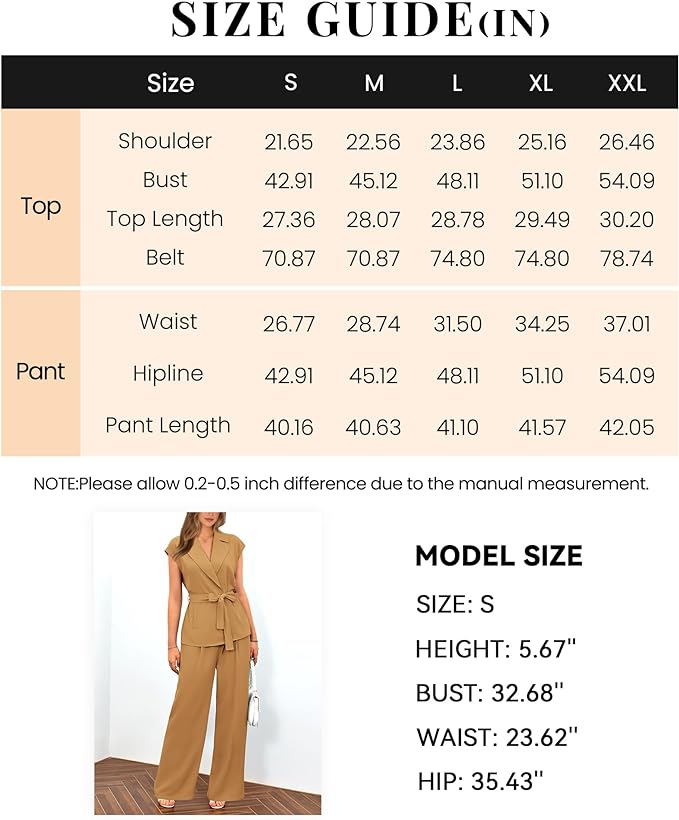 SIZE GUIDE(IN)
Size S M L XL XXL
Top
Shoulder 21.65 22.56 23.86 25.16 26.46
Bust 42.91 45.12 48.11 51.10 54.09
Top Length 27.36 28.07 28.78 29.49 30.20
Belt 70.87 70.87 74.80 74.80 78.74
Pant
Waist 26.77 28.74 31.50 34.25 37.01
Hipline 42.91 45.12 48.11 51.10 54.09
Pant Length 40.16 40.63 41.10 41.57 42.05
NOTE:Please allow 0.2-0.5 inch difference due to the manual measurement.
MODEL SIZE
SIZE: S
HEIGHT: 5.67"
BUST: 32.68"
WAIST: 23.62"
HIP: 35.43"